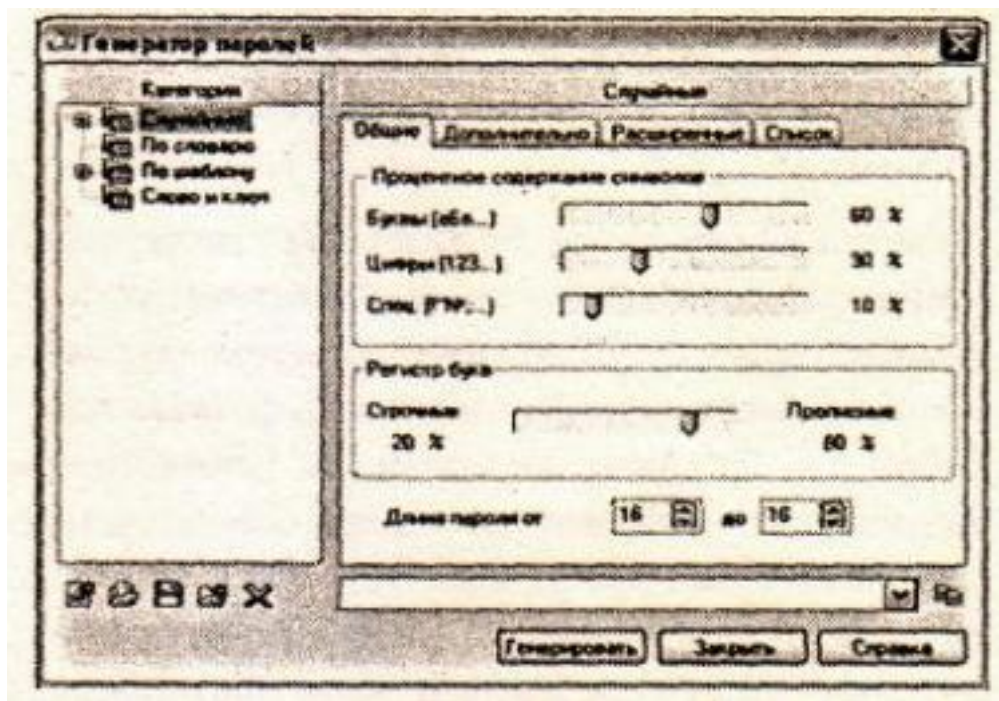 Генератор паролей
Категории
Случайные
По словарю
По шаблону
Слово и ключ
Случайные
Общие Дополнительно Расширенные Список
Процентное содержание символов
Буквы (абв...) 60 %
Цифры (123...) 30 %
Спец. (!"№;...) 10 %
Регистр букв
Строчные Прописные
20 % 80 %
Длина пароля от 16 до 16
Генерировать Закрыть Справка